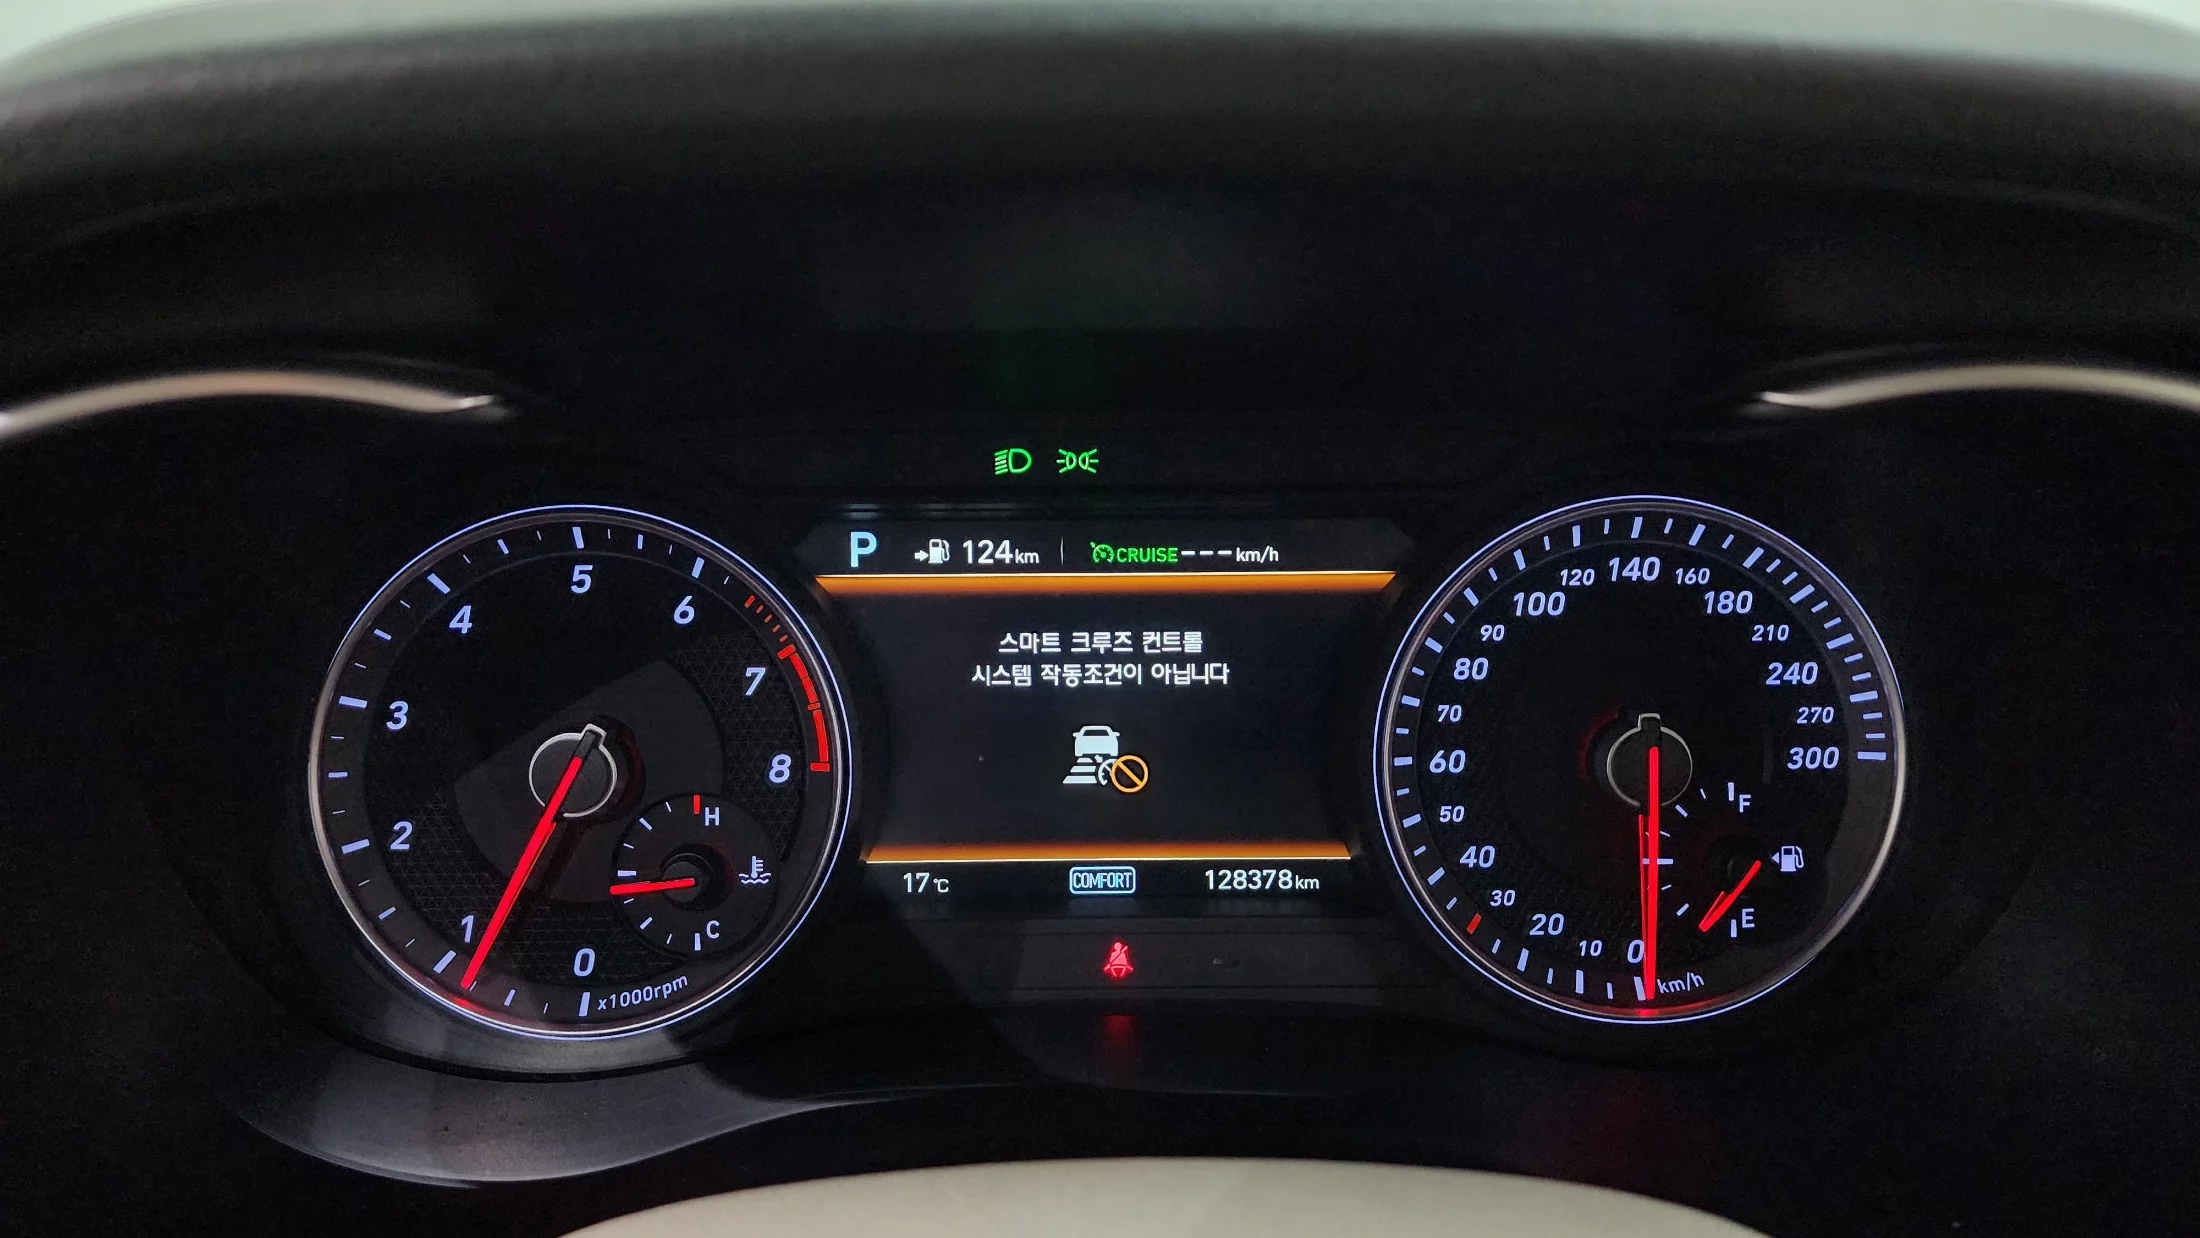 P 124km CRUISE---km/h
스마트 크루즈 컨트롤
시스템 작동조건이 아닙니다
17℃ COMFORT 128378km
0 1 2 3 4 5 6 7 8
x1000rpm
H
C
0 10 20 30 40 50 60 70 80 90 100 120 140 160 180 210 240 270 300
km/h
F
E